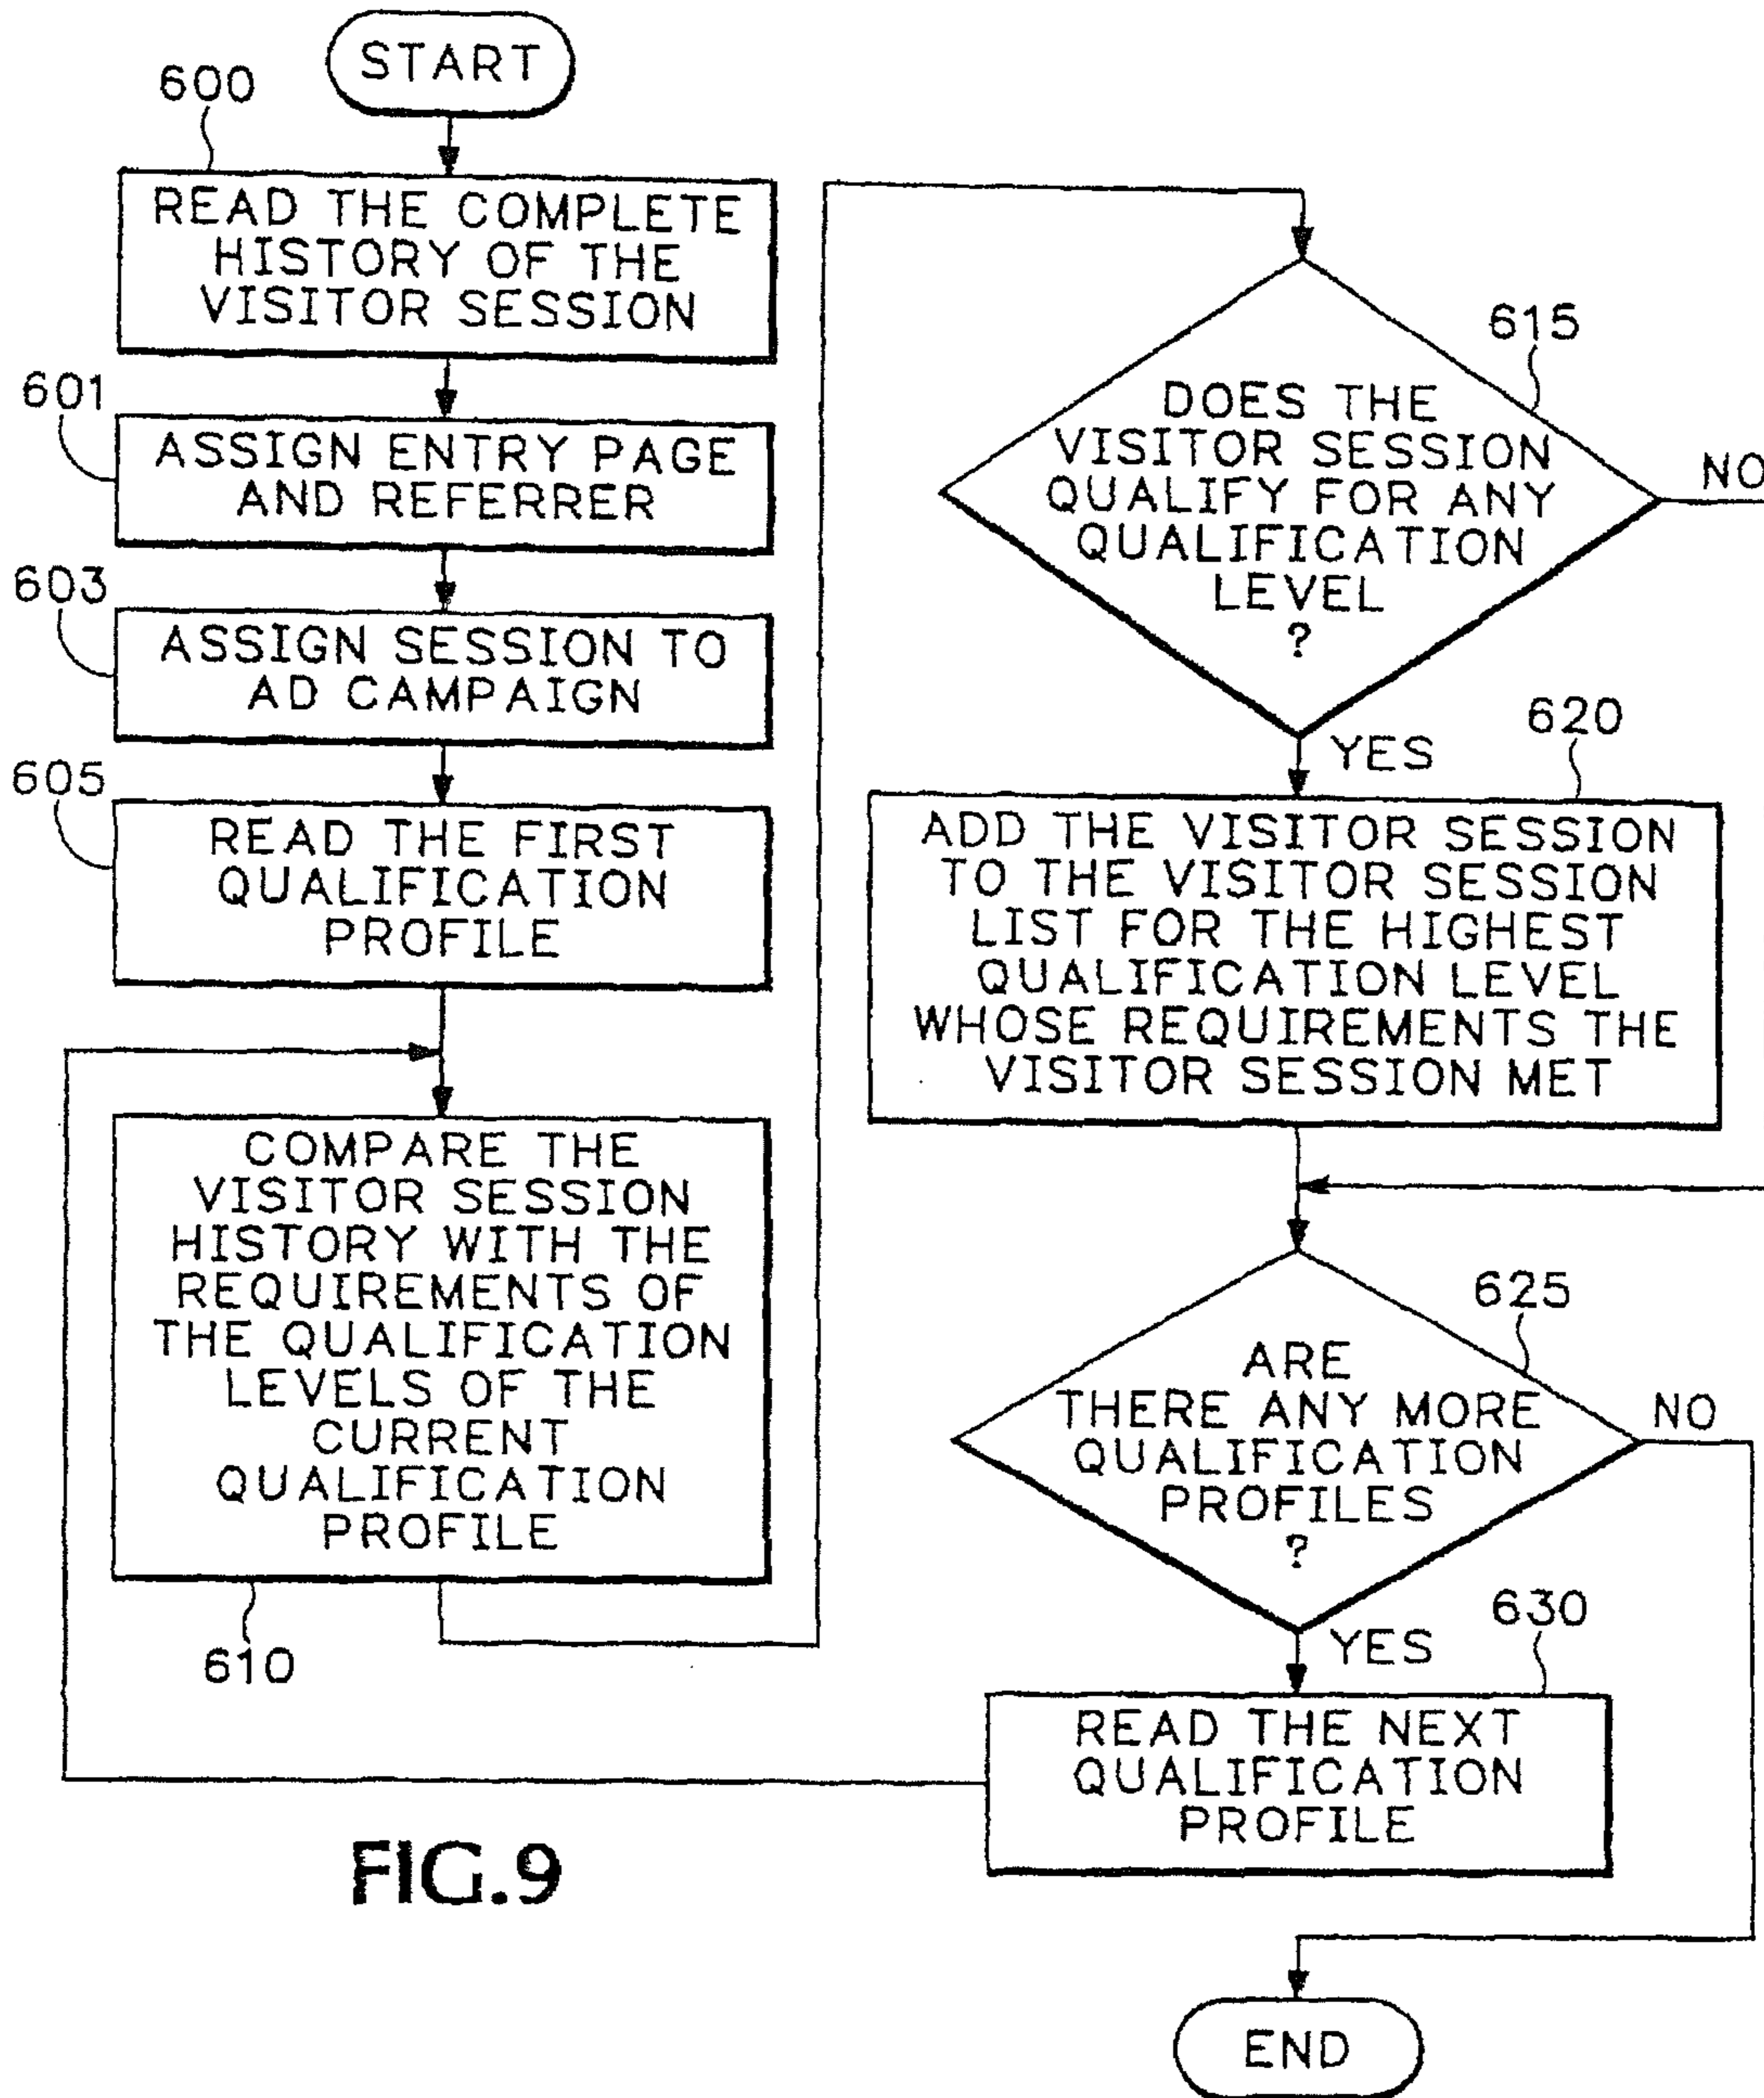 START
600
READ THE COMPLETE
HISTORY OF THE
VISITOR SESSION
601
ASSIGN ENTRY PAGE
AND REFERRER
603
ASSIGN SESSION TO
AD CAMPAIGN
605
READ THE FIRST
QUALIFICATION
PROFILE
COMPARE THE
VISITOR SESSION
HISTORY WITH THE
REQUIREMENTS OF
THE QUALIFICATION
LEVELS OF THE
CURRENT
QUALIFICATION
PROFILE
610
615
DOES THE
VISITOR SESSION
QUALIFY FOR ANY
QUALIFICATION
LEVEL
?
NO
YES
620
ADD THE VISITOR SESSION
TO THE VISITOR SESSION
LIST FOR THE HIGHEST
QUALIFICATION LEVEL
WHOSE REQUIREMENTS THE
VISITOR SESSION MET
625
ARE
THERE ANY MORE
QUALIFICATION
PROFILES
?
NO
YES
630
READ THE NEXT
QUALIFICATION
PROFILE
END
FIG.9